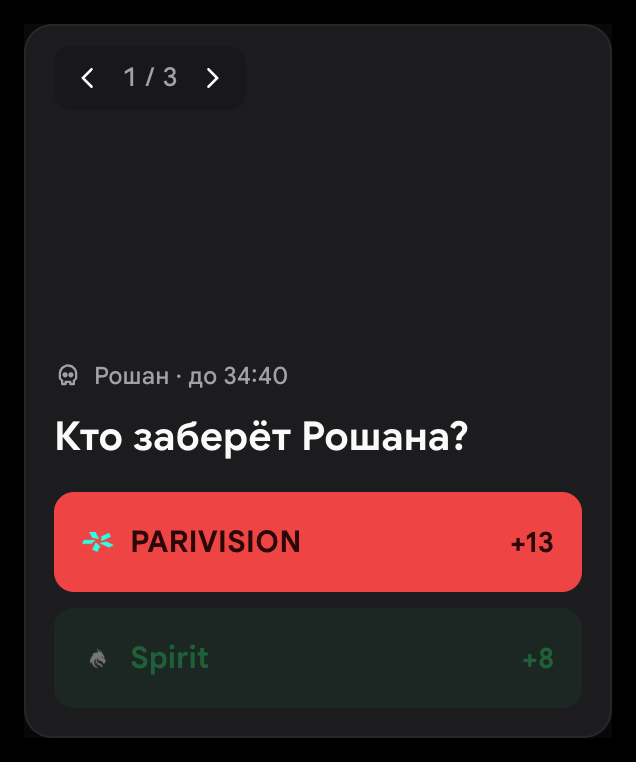 1 / 3
Рошан · до 34:40
Кто заберёт Рошана?
PARIVISION +13
Spirit +8